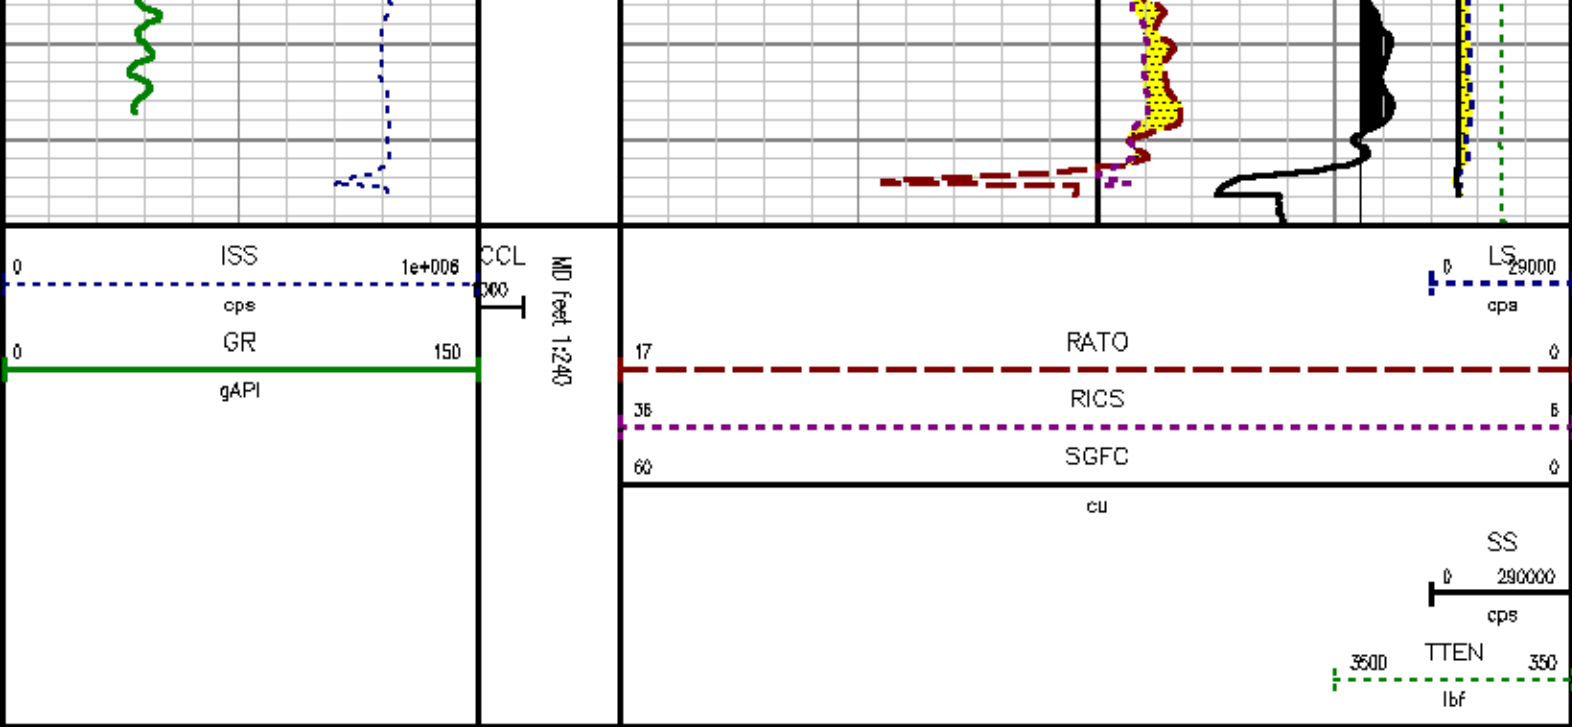 ISS
0 1e+006
cps
GR
0 150
gAPI
CCL
1000
MD feet 1:240
LS
0 29000
cps
RATO
17 0
RICS
36 6
SGFC
60 0
cu
SS
0 290000
cps
TTEN
3500 350
lbf